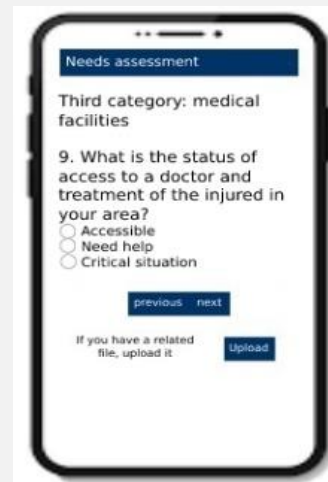 Needs assessment
Third category: medical
facilities
9. What is the status of
access to a doctor and
treatment of the injured in
your area?
Accessible
Need help
Critical situation
previous next
If you have a related
file, upload it
Upload